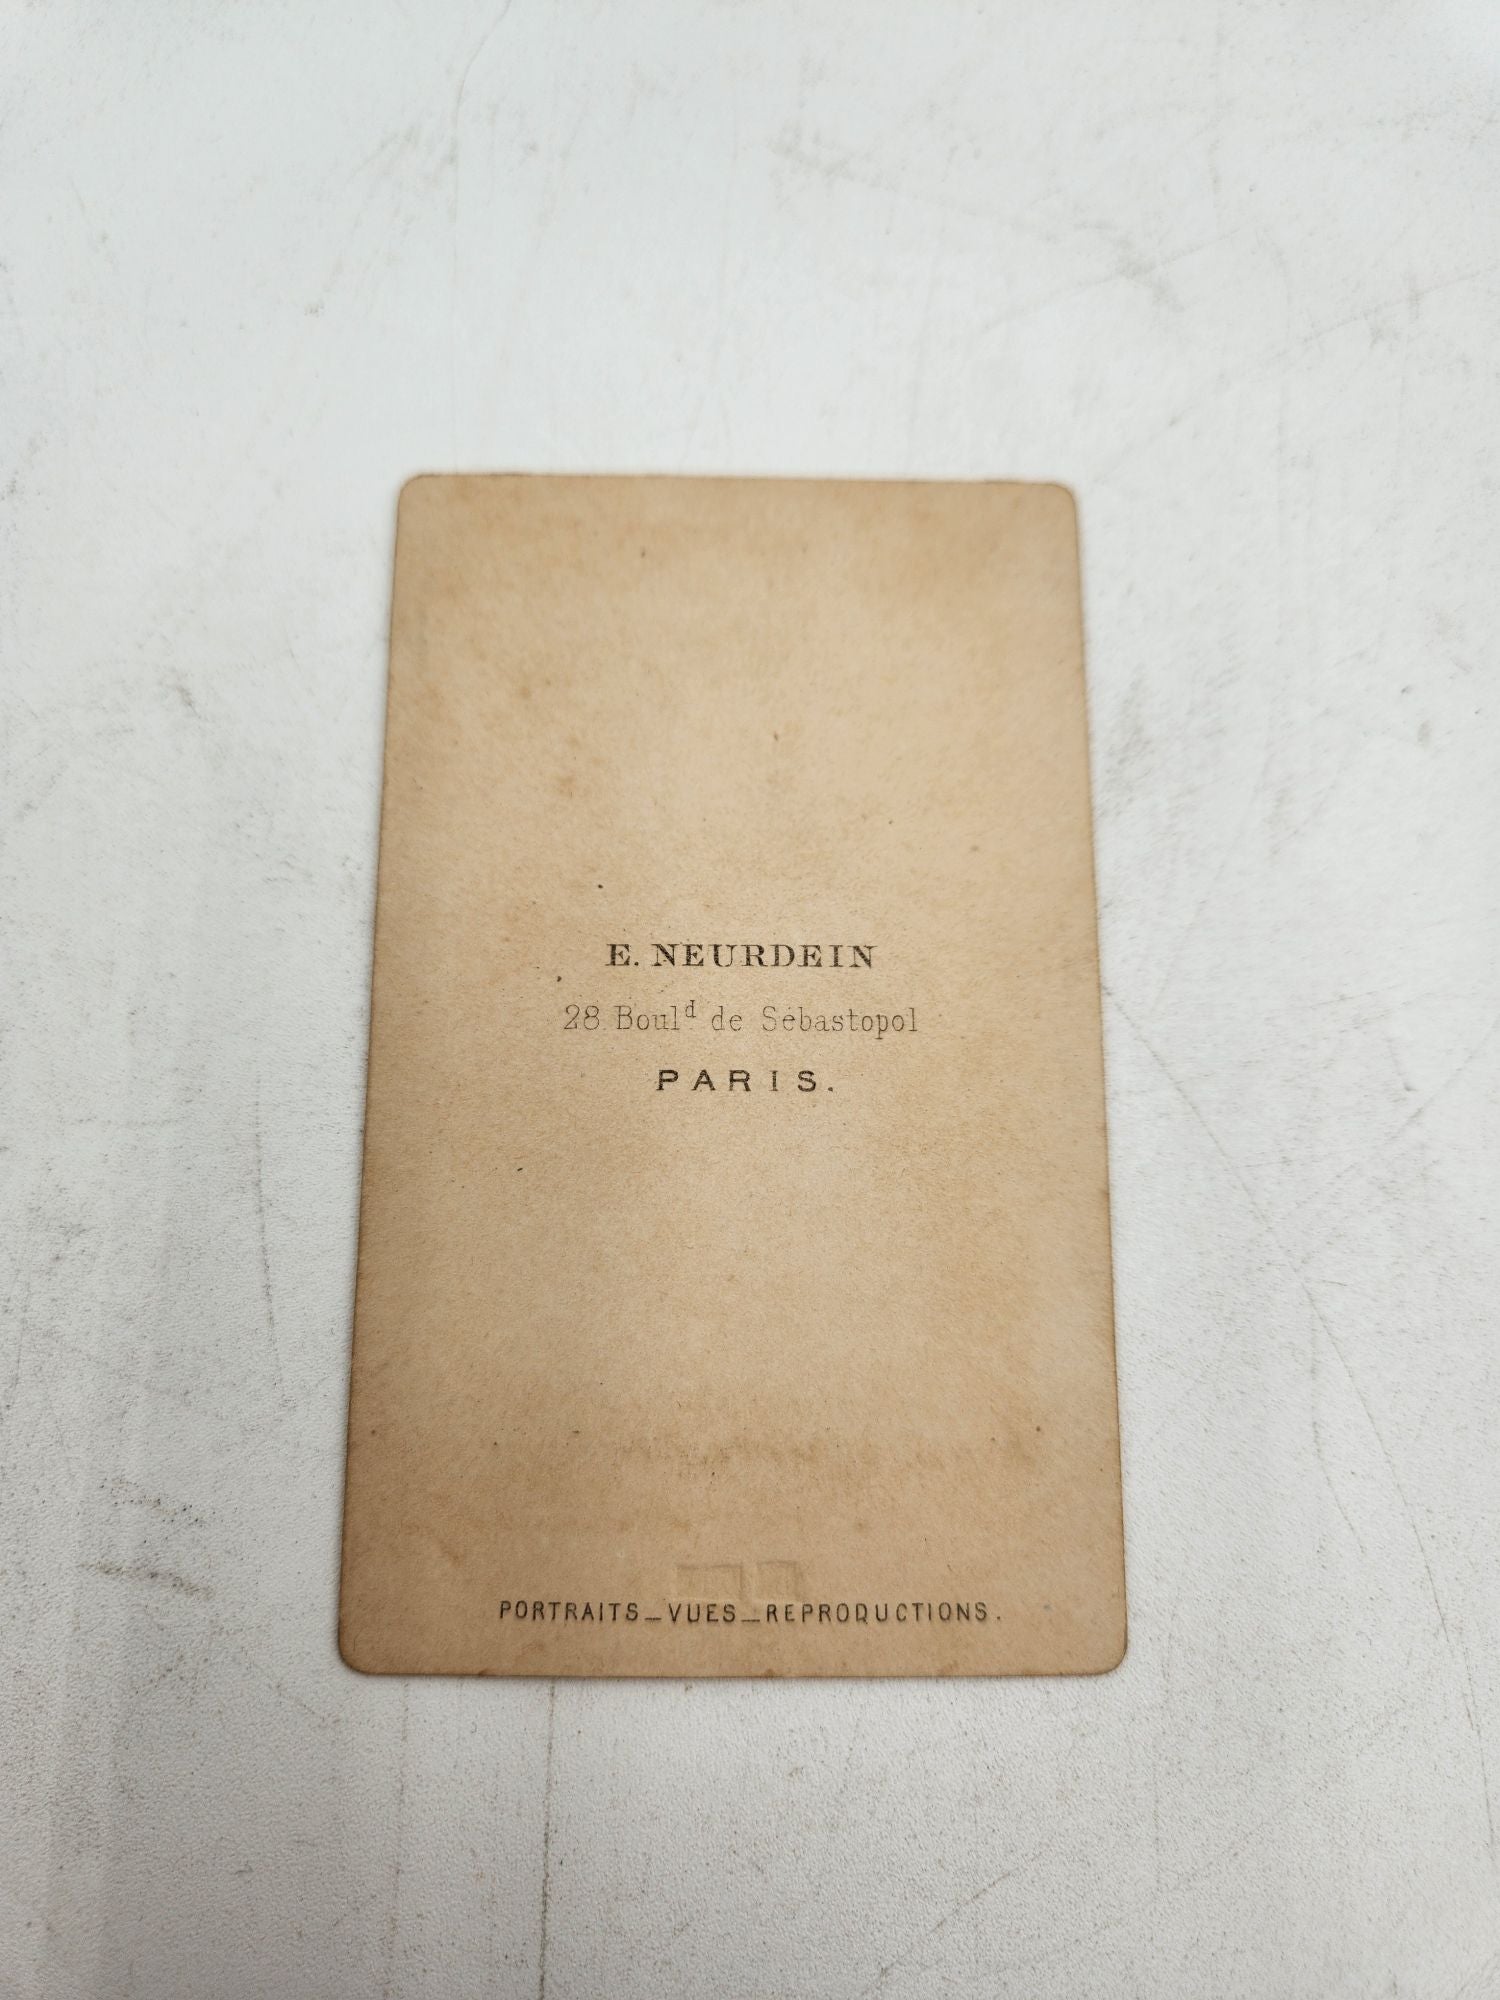 E. NEURDEIN
28 Bould de Sébastopol
PARIS.
PORTRAITS_VUES_REPRODUCTIONS.